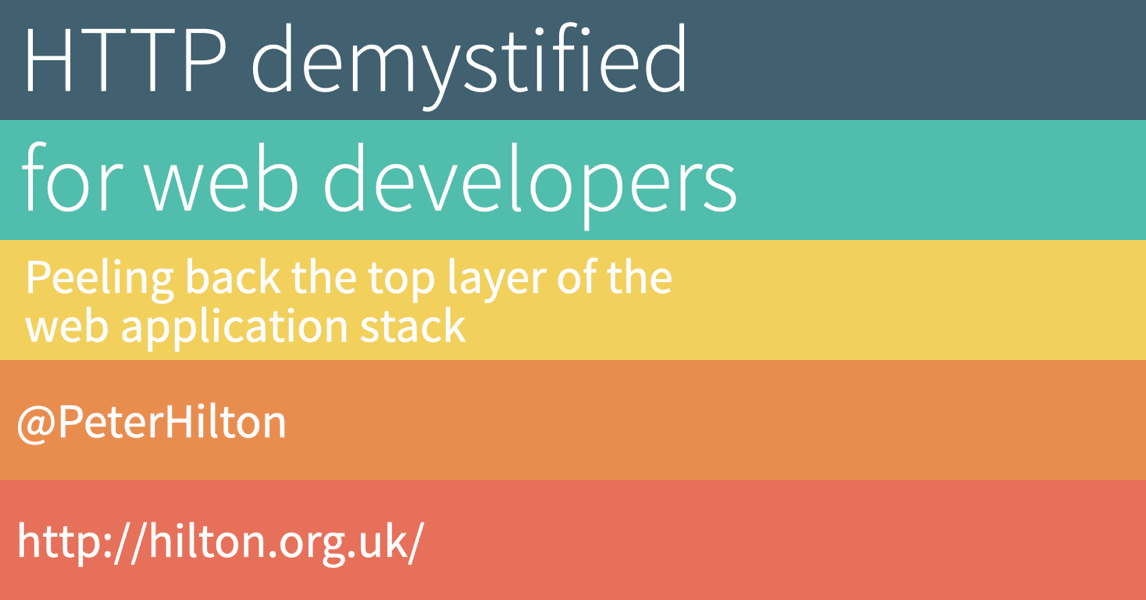 HTTP demystified
for web developers
Peeling back the top layer of the
web application stack
@PeterHilton
http://hilton.org.uk/